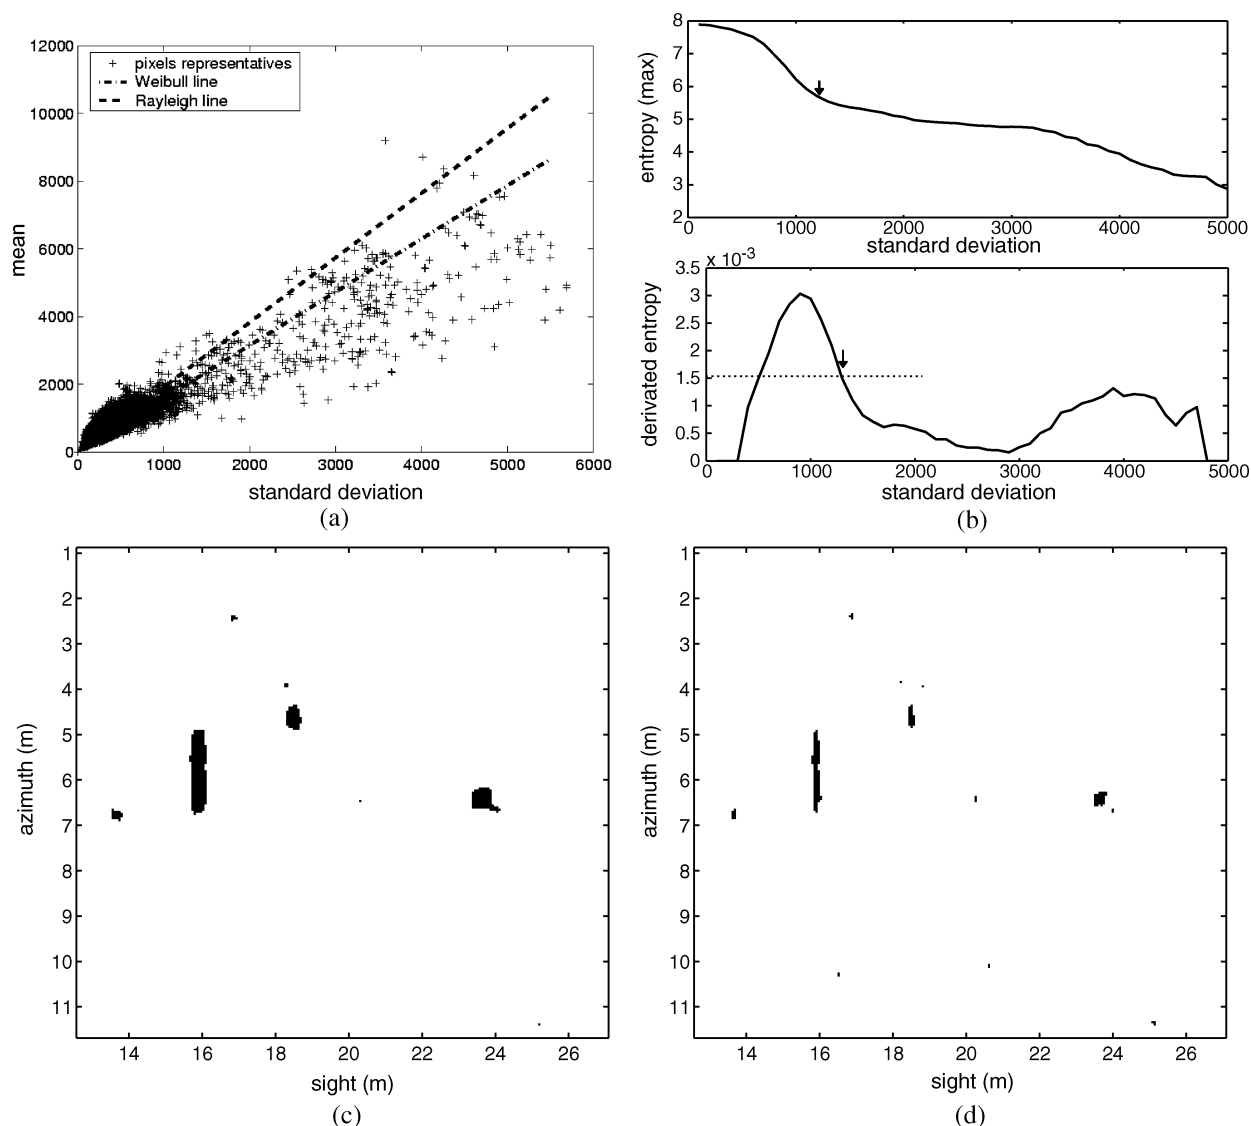 12000
10000
8000
6000
4000
2000
0
mean
pixels representatives
Weibull line
Rayleigh line
0 1000 2000 3000 4000 5000 6000
standard deviation
(a)
8
7
6
5
4
3
2
entropy (max)
0 1000 2000 3000 4000 5000
standard deviation
x 10⁻³
3.5
3
2.5
2
1.5
1
0.5
0
derivated entropy
0 1000 2000 3000 4000 5000
standard deviation
(b)
1
2
3
4
5
6
7
8
9
10
11
azimuth (m)
14 16 18 20 22 24 26
sight (m)
(c)
1
2
3
4
5
6
7
8
9
10
11
azimuth (m)
14 16 18 20 22 24 26
sight (m)
(d)